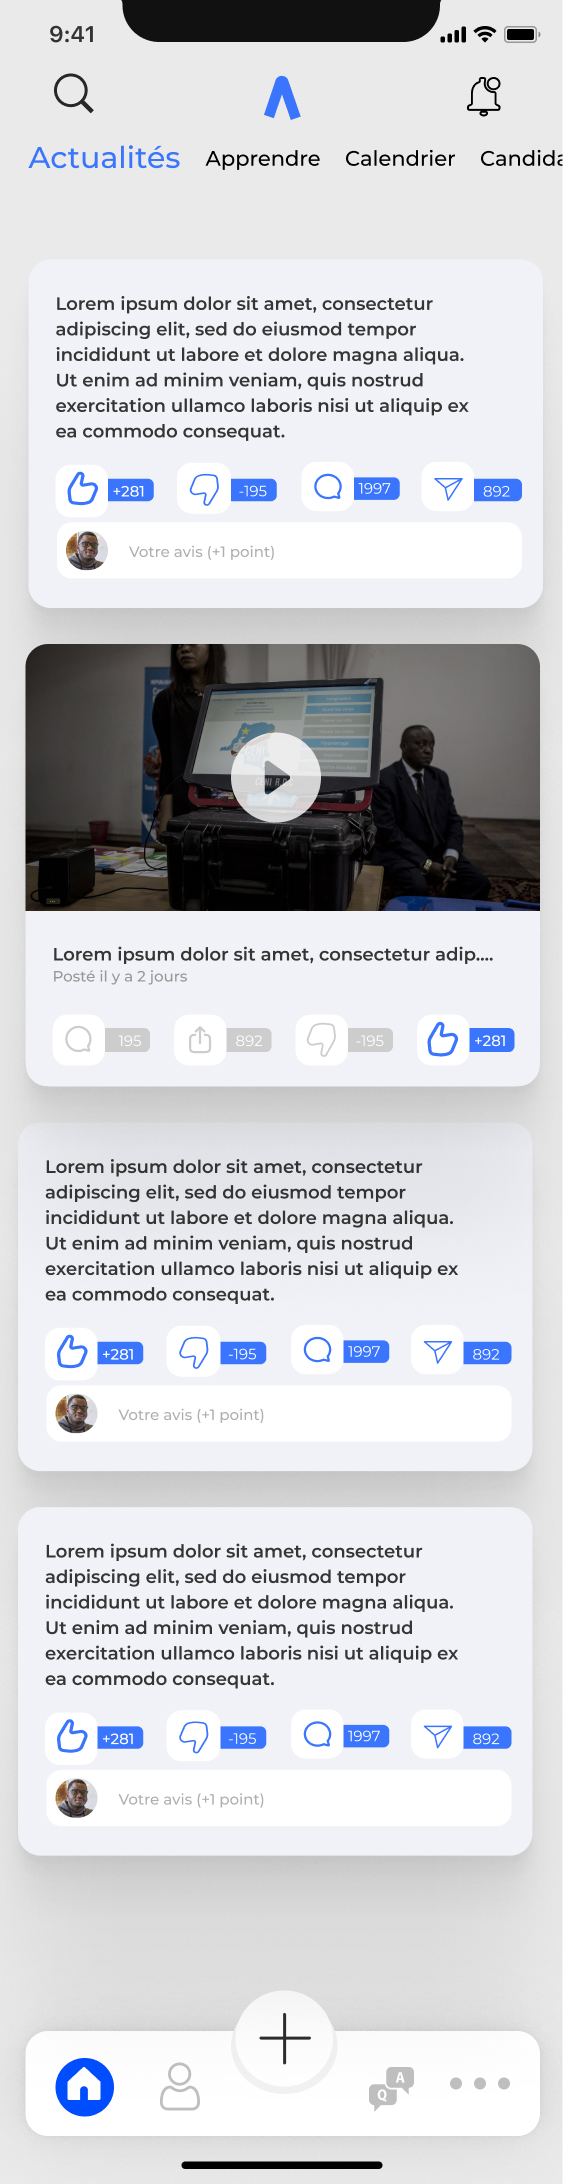 9:41
Actualités Apprendre Calendrier Candida
Lorem ipsum dolor sit amet, consectetur
adipiscing elit, sed do eiusmod tempor
incididunt ut labore et dolore magna aliqua.
Ut enim ad minim veniam, quis nostrud
exercitation ullamco laboris nisi ut aliquip ex
ea commodo consequat.
+281 -195 1997 892
Votre avis (+1 point)
Lorem ipsum dolor sit amet, consectetur adip....
Posté il y a 2 jours
195 892 -195 +281
Lorem ipsum dolor sit amet, consectetur
adipiscing elit, sed do eiusmod tempor
incididunt ut labore et dolore magna aliqua.
Ut enim ad minim veniam, quis nostrud
exercitation ullamco laboris nisi ut aliquip ex
ea commodo consequat.
+281 -195 1997 892
Votre avis (+1 point)
Lorem ipsum dolor sit amet, consectetur
adipiscing elit, sed do eiusmod tempor
incididunt ut labore et dolore magna aliqua.
Ut enim ad minim veniam, quis nostrud
exercitation ullamco laboris nisi ut aliquip ex
ea commodo consequat.
+281 -195 1997 892
Votre avis (+1 point)
Q A